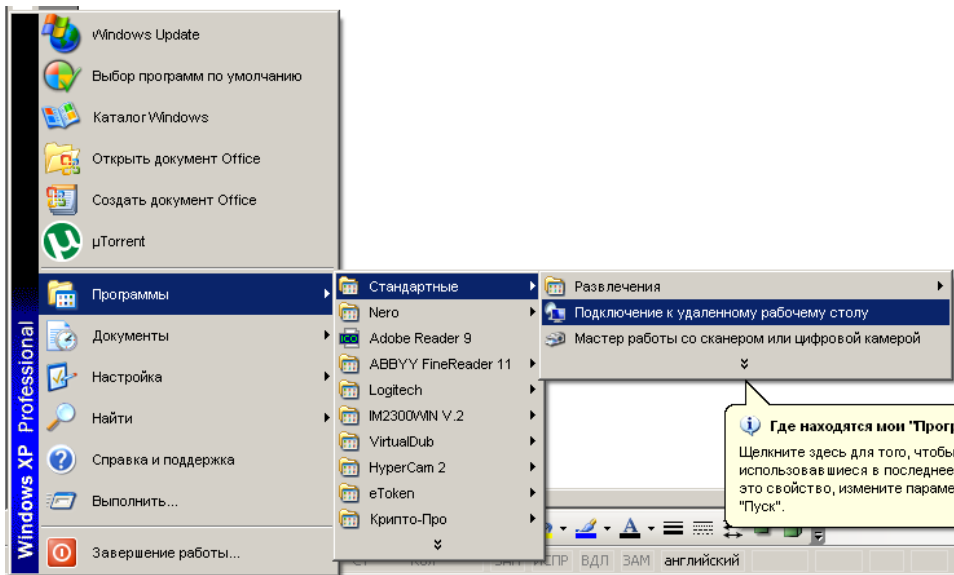 Windows Update
Выбор программ по умолчанию
Каталог Windows
Открыть документ Office
Создать документ Office
µTorrent
Программы
Документы
Настройка
Найти
Справка и поддержка
Выполнить...
Завершение работы...
Windows XP Professional
Стандартные
Nero
Adobe Reader 9
ABBYY FineReader 11
Logitech
IM2300WIN V.2
VirtualDub
HyperCam 2
eToken
Крипто-Про
Развлечения
Подключение к удаленному рабочему столу
Мастер работы со сканером или цифровой камерой
Где находятся мои "Прогр
Щелкните здесь для того, чтобы
использовавшиеся в последнее
это свойство, измените параме
"Пуск".
ЗАП ИСПР ВДЛ ЗАМ английский